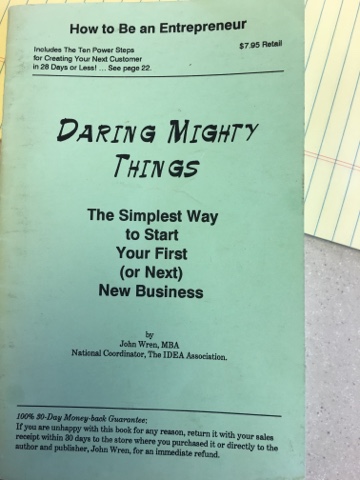 How to Be an Entrepreneur
Includes The Ten Power Steps
for Creating Your Next Customer
in 28 Days or Less! ... See page 22.
$7.95 Retail
DARING MIGHTY
THINGS
The Simplest Way
to Start
Your First
(or Next)
New Business
by
John Wren, MBA
National Coordinator, The IDEA Association.
100% 30-Day Money-back Guarantee:
If you are unhappy with this book for any reason, return it with your sales
receipt within 30 days to the store where you purchased it or directly to the
author and publisher, John Wren, for an immediate refund.